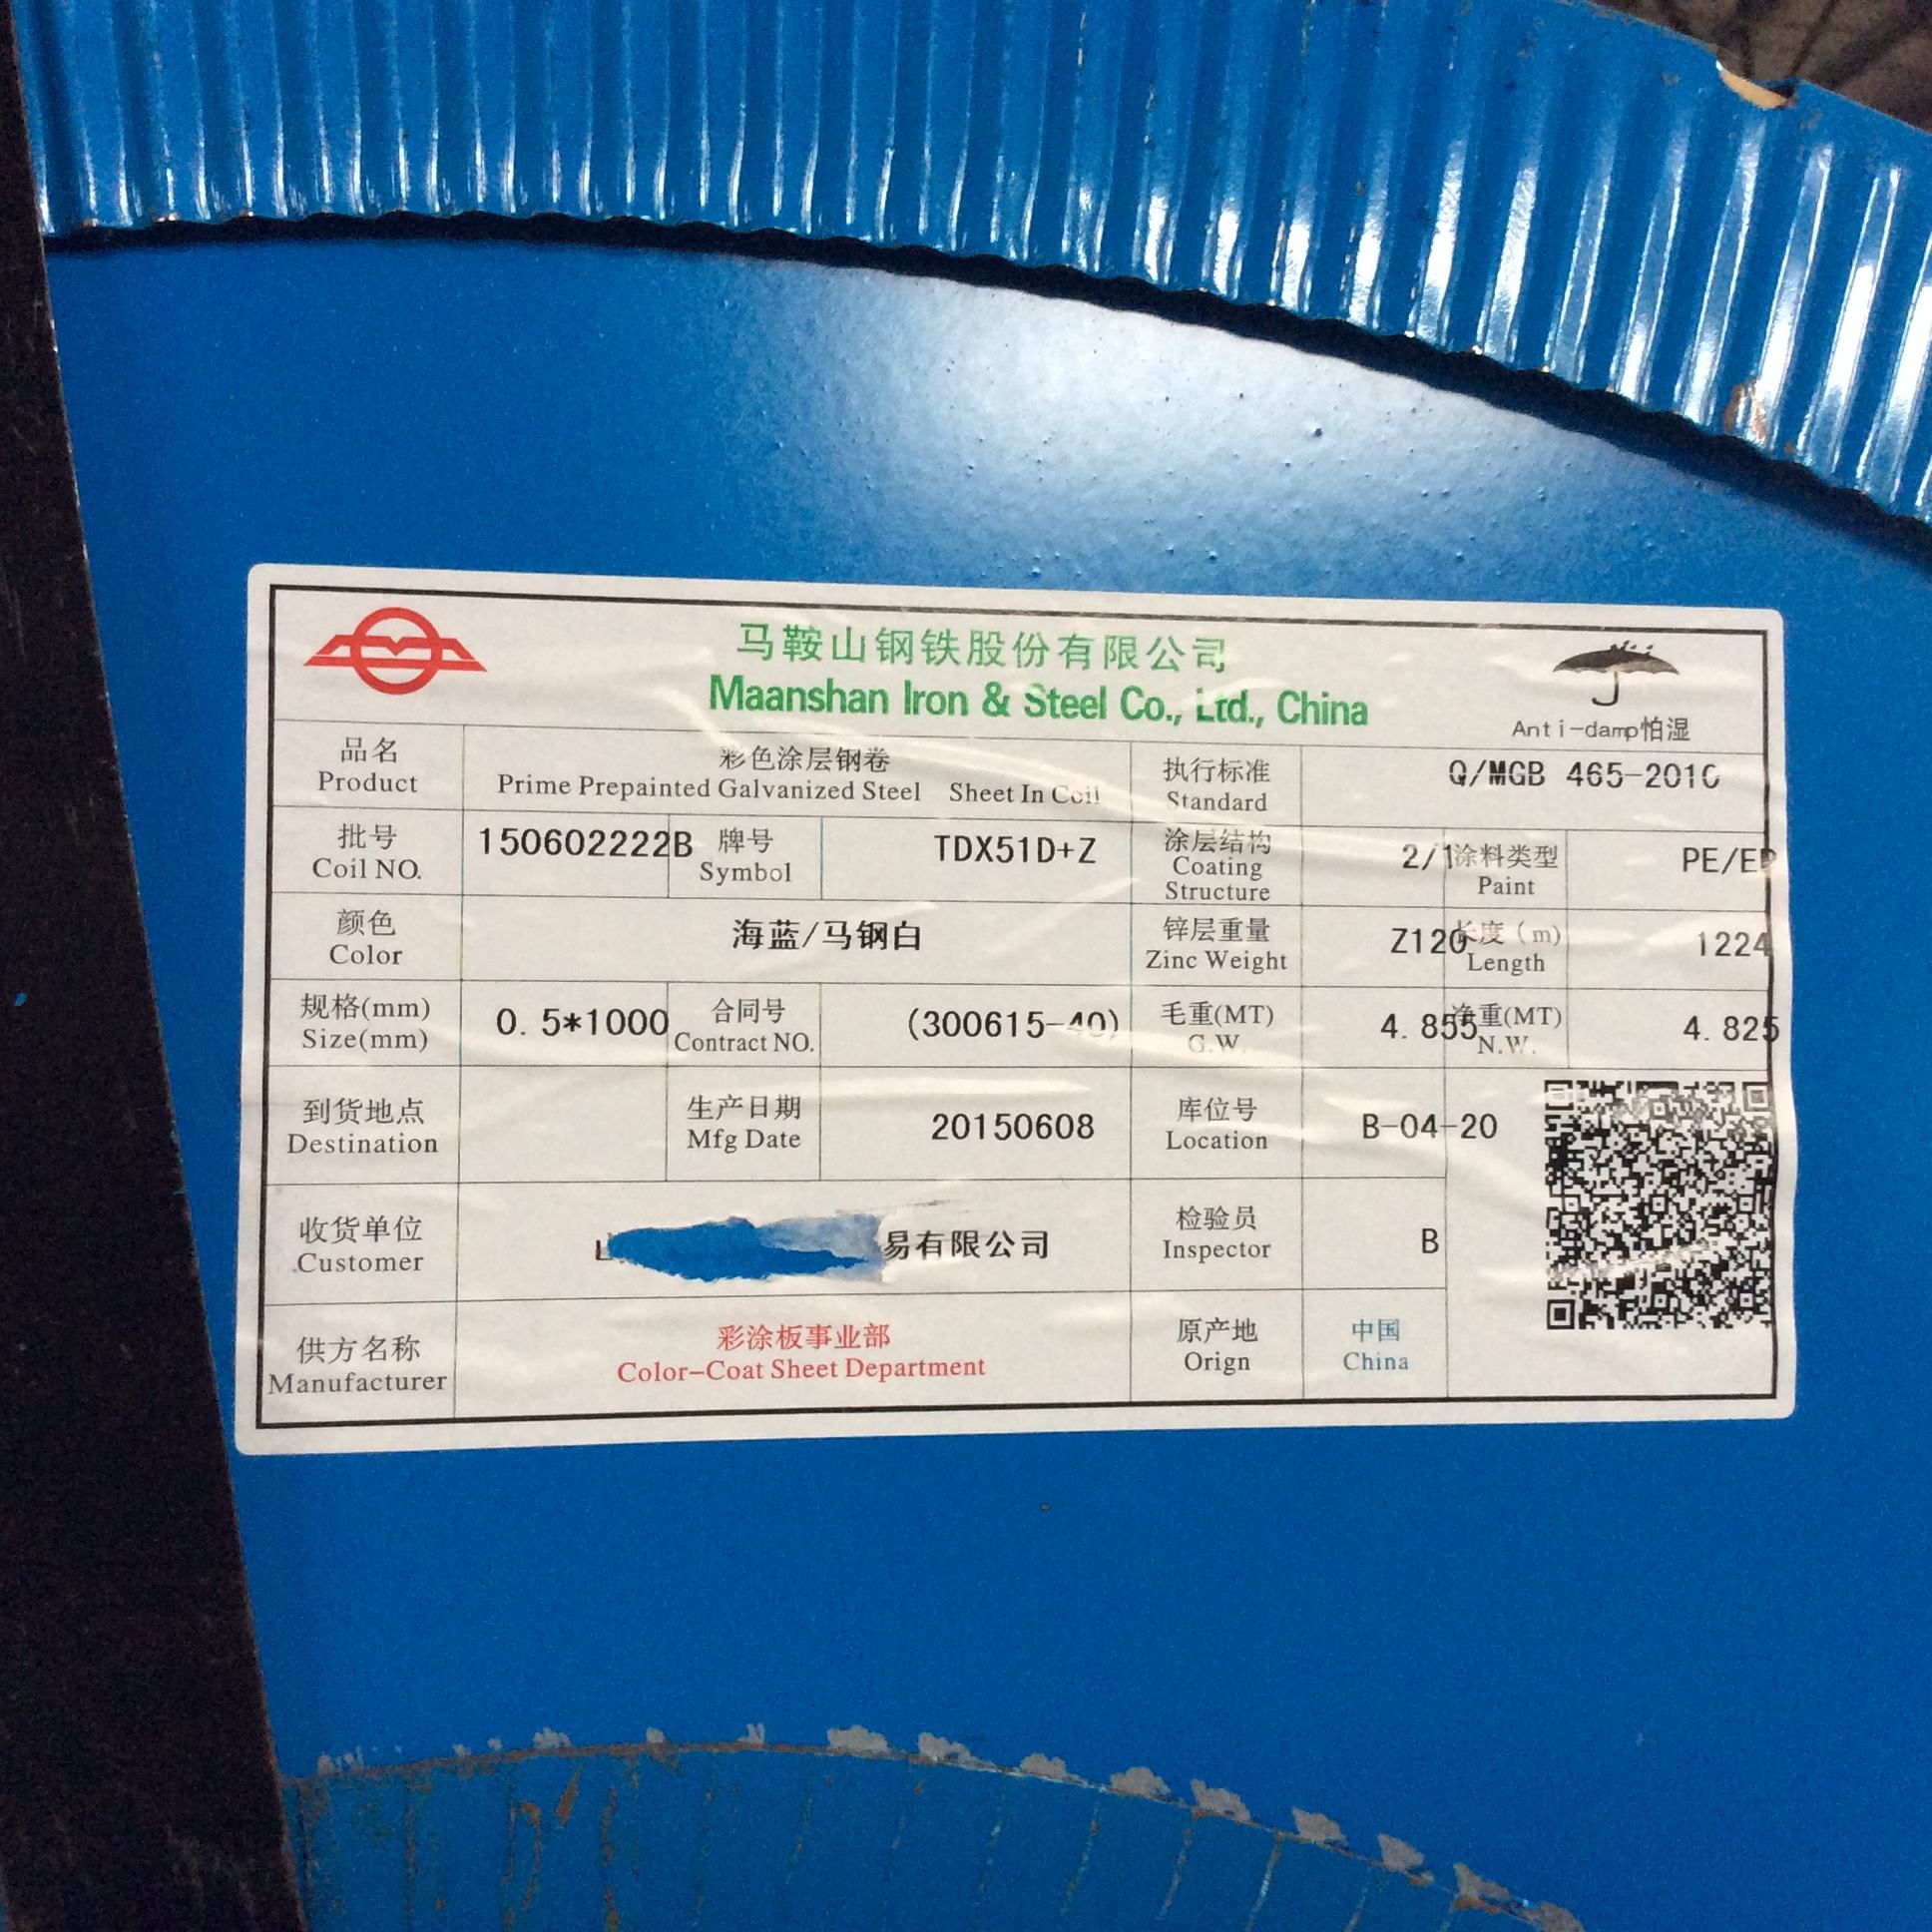 马鞍山钢铁股份有限公司
Maanshan Iron & Steel Co., Ltd., China
Anti-damp怕湿
品名
Product
彩色涂层钢卷
Prime Prepainted Galvanized Steel Sheet In Coil
执行标准
Standard
Q/MGB 465-2010
批号
Coil NO.
150602222B
牌号
Symbol
TDX51D+Z
涂层结构
Coating
Structure
2/1
涂料类型
Paint
PE/EP
颜色
Color
海蓝/马钢白
锌层重量
Zinc Weight
Z120
长度(m)
Length
1224
规格(mm)
Size(mm)
0.5*1000
合同号
Contract NO.
(300615-40)
毛重(MT)
G.W.
4.855
净重(MT)
N.W.
4.825
到货地点
Destination
生产日期
Mfg Date
20150608
库位号
Location
B-04-20
收货单位
Customer
易有限公司
检验员
Inspector
B
供方名称
Manufacturer
彩涂板事业部
Color-Coat Sheet Department
原产地
Orign
中国
China